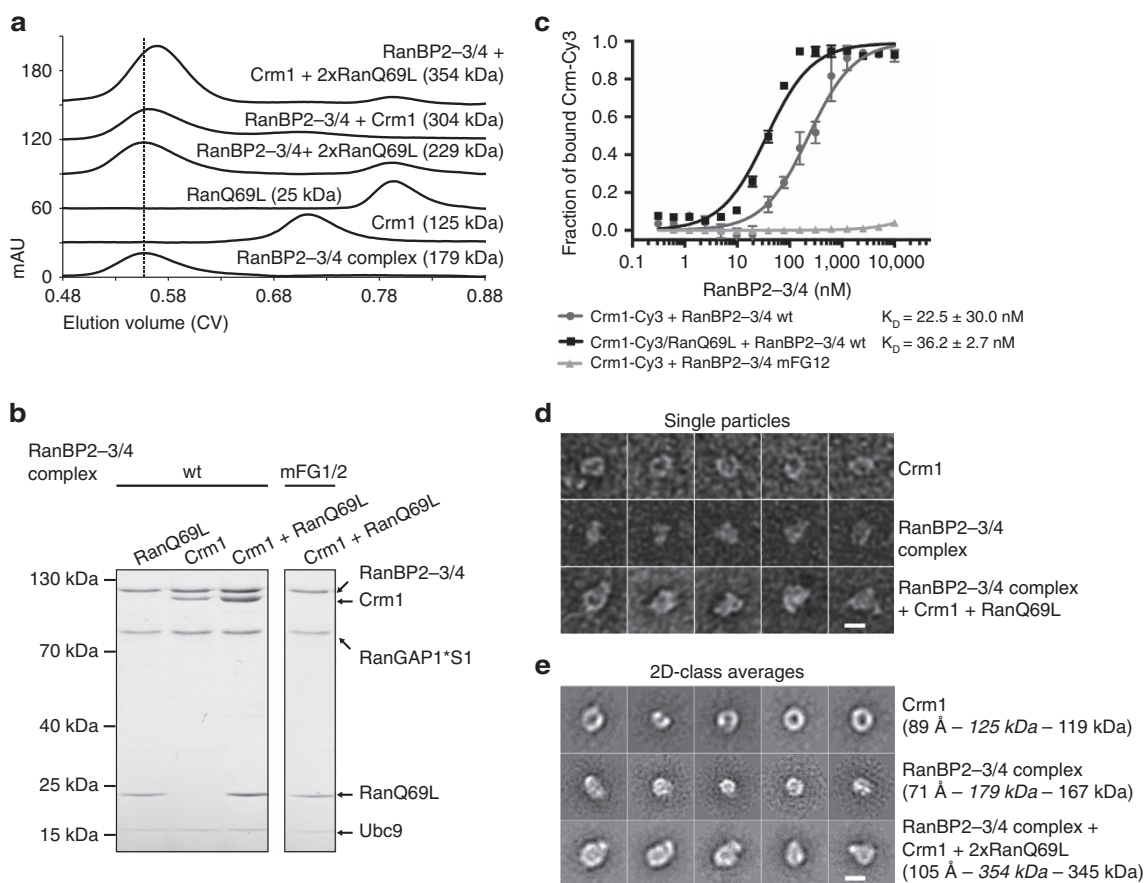 a
RanBP2–3/4 +
Crm1 + 2xRanQ69L (354 kDa)
RanBP2–3/4 + Crm1 (304 kDa)
RanBP2–3/4+ 2xRanQ69L (229 kDa)
RanQ69L (25 kDa)
Crm1 (125 kDa)
RanBP2–3/4 complex (179 kDa)
180
120
60
0
mAU
0.48 0.58 0.68 0.78 0.88
Elution volume (CV)
b
RanBP2–3/4
complex
wt
mFG1/2
RanQ69L
Crm1
Crm1 + RanQ69L
Crm1 + RanQ69L
130 kDa
70 kDa
40 kDa
25 kDa
15 kDa
RanBP2–3/4
Crm1
RanGAP1*S1
RanQ69L
Ubc9
c
Fraction of bound Crm-Cy3
1.0
0.8
0.6
0.4
0.2
0.0
0.1 1 10 100 1,000 10,000
RanBP2–3/4 (nM)
Crm1-Cy3 + RanBP2–3/4 wt KD = 22.5 ± 30.0 nM
Crm1-Cy3/RanQ69L + RanBP2–3/4 wt KD = 36.2 ± 2.7 nM
Crm1-Cy3 + RanBP2–3/4 mFG12
d
Single particles
Crm1
RanBP2–3/4
complex
RanBP2–3/4 complex
+ Crm1 + RanQ69L
e
2D-class averages
Crm1
(89 Å – 125 kDa – 119 kDa)
RanBP2–3/4 complex
(71 Å – 179 kDa – 167 kDa)
RanBP2–3/4 complex +
Crm1 + 2xRanQ69L
(105 Å – 354 kDa – 345 kDa)